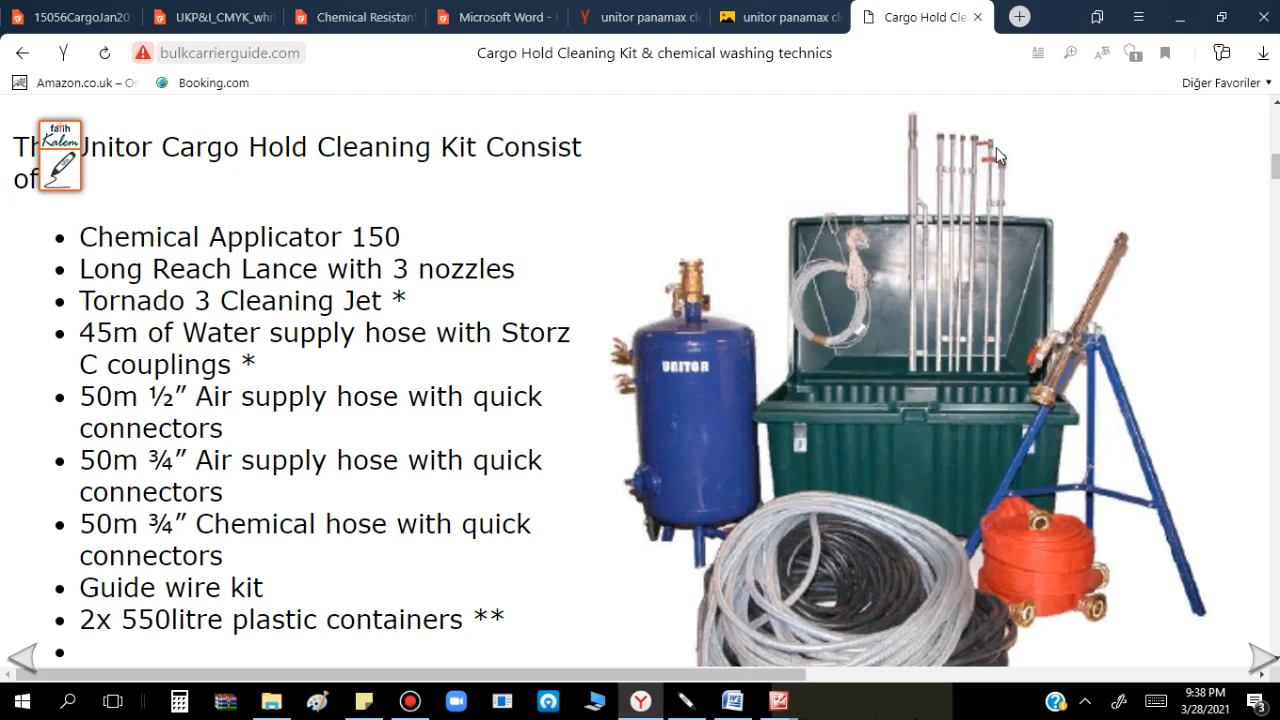 15056CargoJan20
UKP&I_CMYK_whi
Chemical Resistan
Microsoft Word -
unitor panamax cl
unitor panamax cl
Cargo Hold Cle
bulkcarrierguide.com
Cargo Hold Cleaning Kit & chemical washing technics
1
Amazon.co.uk – O
Booking.com
Diğer Favoriler
fatih
Kalem
Th Unitor Cargo Hold Cleaning Kit Consist
of
• Chemical Applicator 150
• Long Reach Lance with 3 nozzles
• Tornado 3 Cleaning Jet *
• 45m of Water supply hose with Storz
C couplings *
• 50m ½” Air supply hose with quick
connectors
• 50m ¾” Air supply hose with quick
connectors
• 50m ¾” Chemical hose with quick
connectors
• Guide wire kit
• 2x 550litre plastic containers **
•
UNITOR
9:38 PM
3/28/2021
3